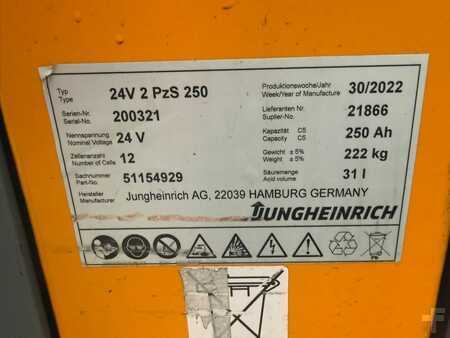 Typ
Type
24V 2 PzS 250
Produktionswoche/Jahr
Week/Year of Manufacture
30/2022
Serien-Nr.
Serial-No.
200321
Lieferanten Nr.
Suplier-No.
21866
Nennspannung
Nominal Voltage
24 V
Kapazität C5
Capacity C5
250 Ah
Zellenanzahl
Number of Cells
12
Gewicht ± 5%
Weight ± 5%
222 kg
Sachnummer
Part-No.
51154929
Säuremenge
Acid volume
31 l
Hersteller
Manufacturer
Jungheinrich AG, 22039 HAMBURG GERMANY
JUNGHEINRICH
Pb